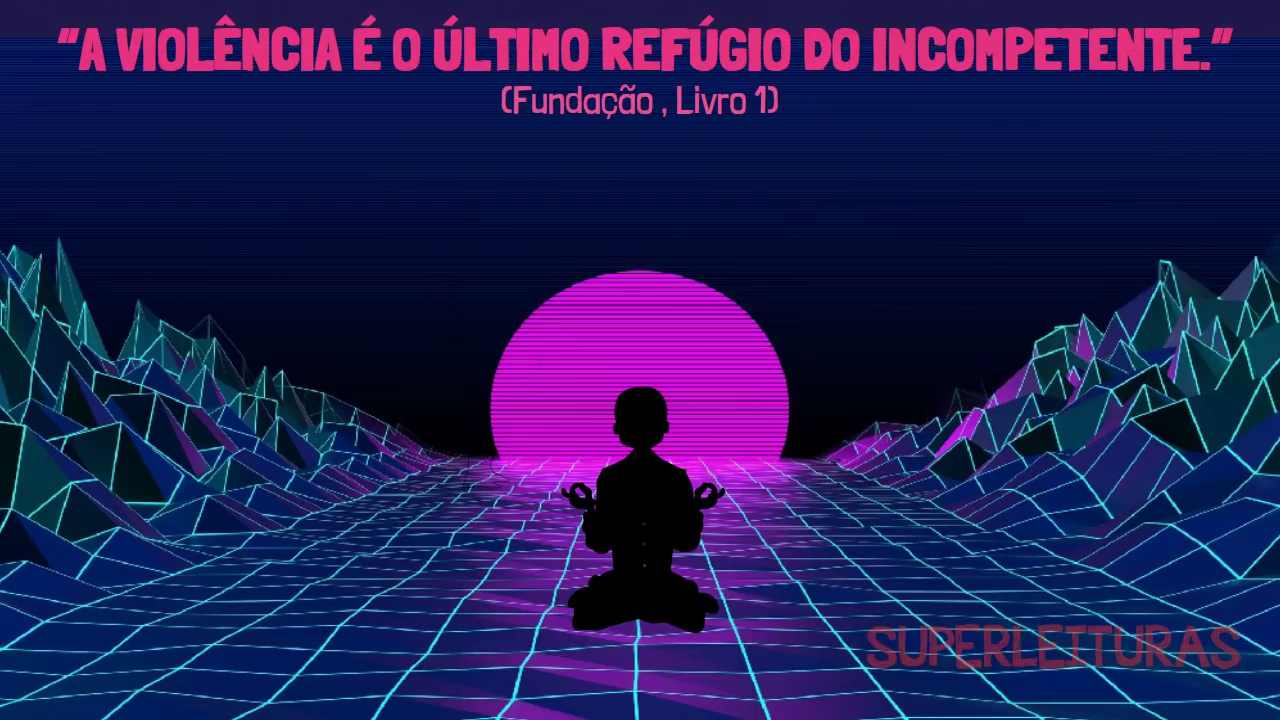 "A VIOLÊNCIA É O ÚLTIMO REFÚGIO DO INCOMPETENTE."
(Fundação , Livro 1)
SUPERLEITURAS